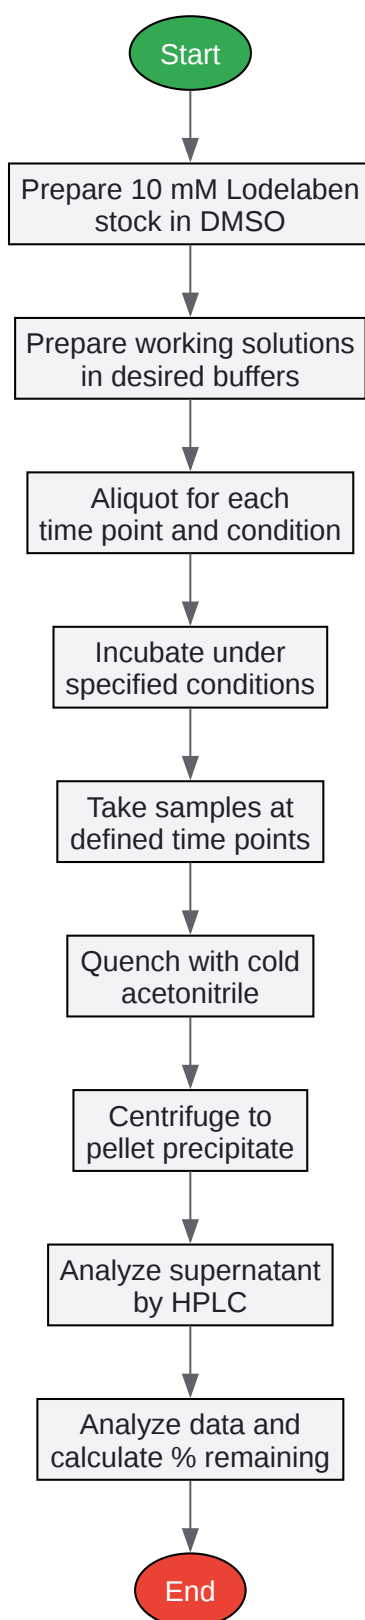 Start
Prepare 10 mM Lodelaben
stock in DMSO
Prepare working solutions
in desired buffers
Aliquot for each
time point and condition
Incubate under
specified conditions
Take samples at
defined time points
Quench with cold
acetonitrile
Centrifuge to
pellet precipitate
Analyze supernatant
by HPLC
Analyze data and
calculate % remaining
End